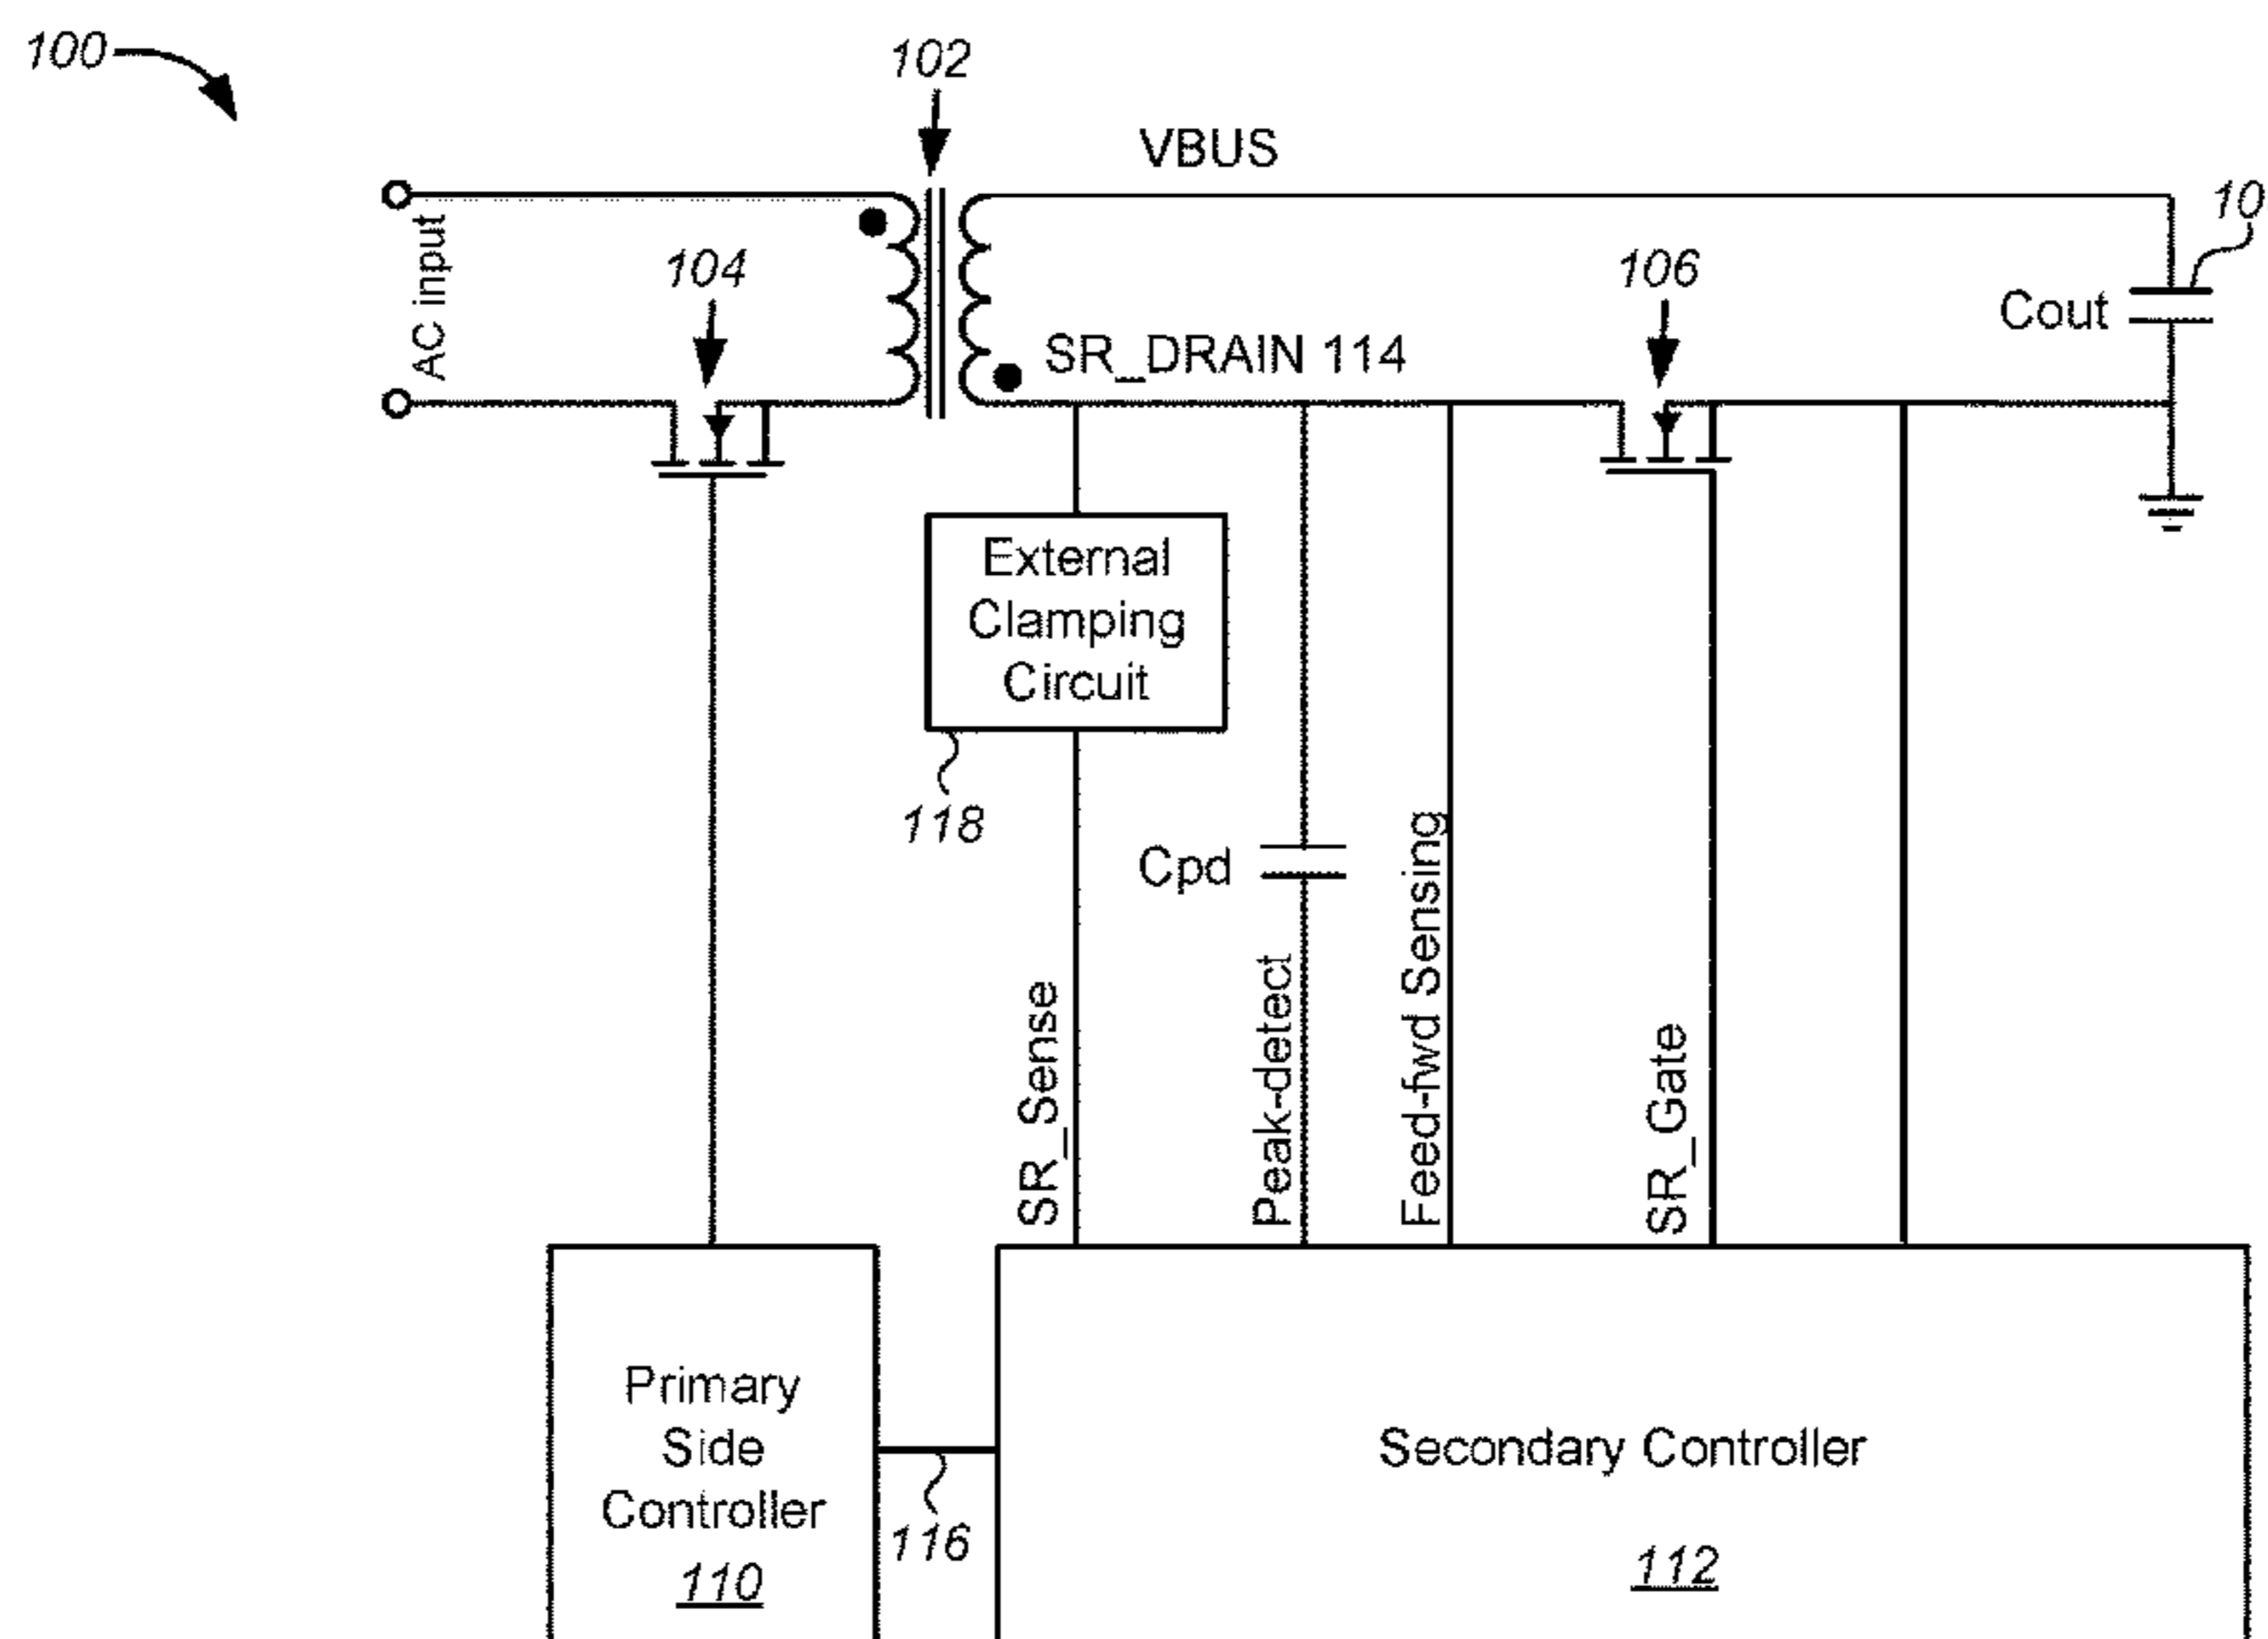 100
102
VBUS
10
AC input
104
106
Cout
SR_DRAIN 114
External
Clamping
Circuit
118
Cpd
SR_Sense
Peak-detect
Feed-fwd Sensing
SR_Gate
Primary
Side
Controller
110
116
Secondary Controller
112